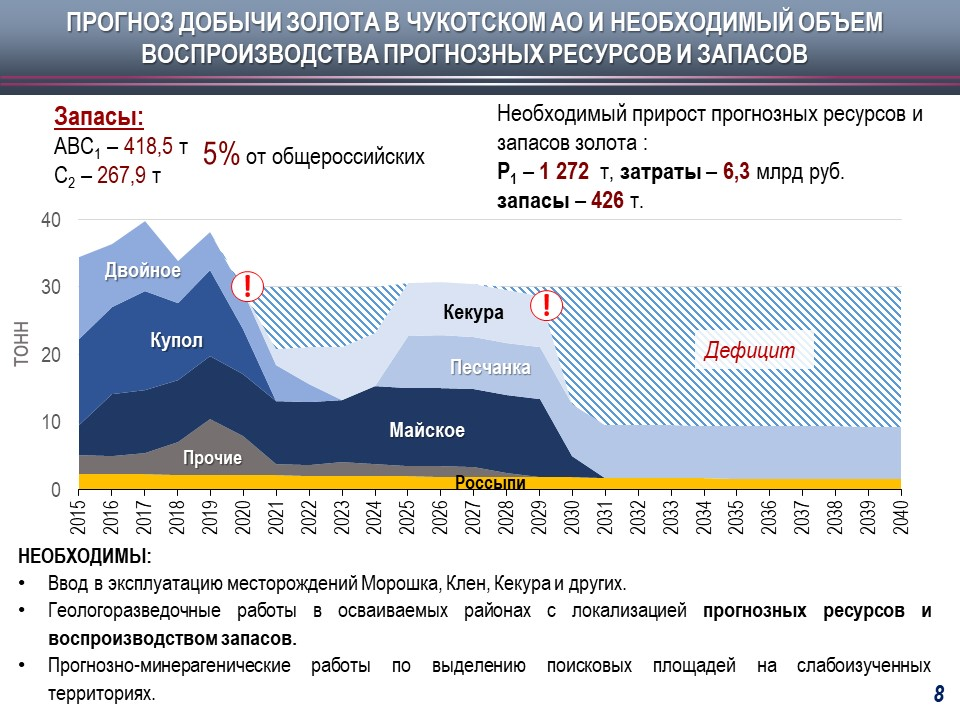 ПРОГНОЗ ДОБЫЧИ ЗОЛОТА В ЧУКОТСКОМ АО И НЕОБХОДИМЫЙ ОБЪЕМ
ВОСПРОИЗВОДСТВА ПРОГНОЗНЫХ РЕСУРСОВ И ЗАПАСОВ
Запасы:
АВС1 – 418,5 т
С2 – 267,9 т
5% от общероссийских
Необходимый прирост прогнозных ресурсов и
запасов золота :
Р1 – 1 272 т, затраты – 6,3 млрд руб.
запасы – 426 т.
тонн
40
30
20
10
0
Двойное
Купол
Прочие
Майское
Россыпи
Песчанка
Кекура
!
!
Дефицит
2015 2016 2017 2018 2019 2020 2021 2022 2023 2024 2025 2026 2027 2028 2029 2030 2031 2032 2033 2034 2035 2036 2037 2038 2039 2040
НЕОБХОДИМЫ:
• Ввод в эксплуатацию месторождений Морошка, Клен, Кекура и других.
• Геологоразведочные работы в осваиваемых районах с локализацией прогнозных ресурсов и
воспроизводством запасов.
• Прогнозно-минерагенические работы по выделению поисковых площадей на слабоизученных
территориях.
8